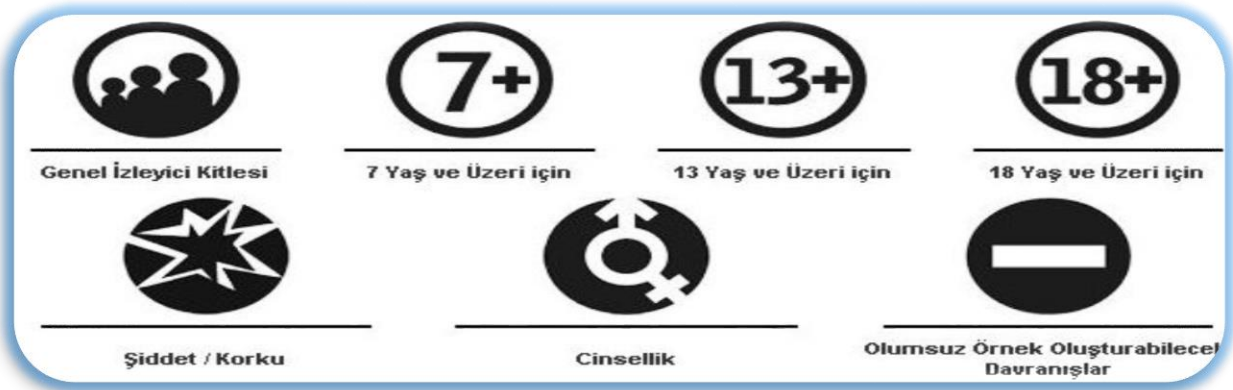 7+ 13+ 18+
Genel İzleyici Kitlesi 7 Yaş ve Üzeri için 13 Yaş ve Üzeri için 18 Yaş ve Üzeri için
Şiddet / Korku Cinsellik Olumsuz Örnek Oluşturabilecel
Davranışlar